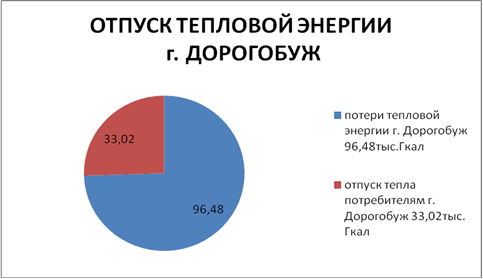 ОТПУСК ТЕПЛОВОЙ ЭНЕРГИИ
г. ДОРОГОБУЖ
33,02
96,48
потери тепловой
энергии г. Дорогобуж
96,48тыс.Гкал
отпуск тепла
потребителям г.
Дорогобуж 33,02тыс.
Гкал